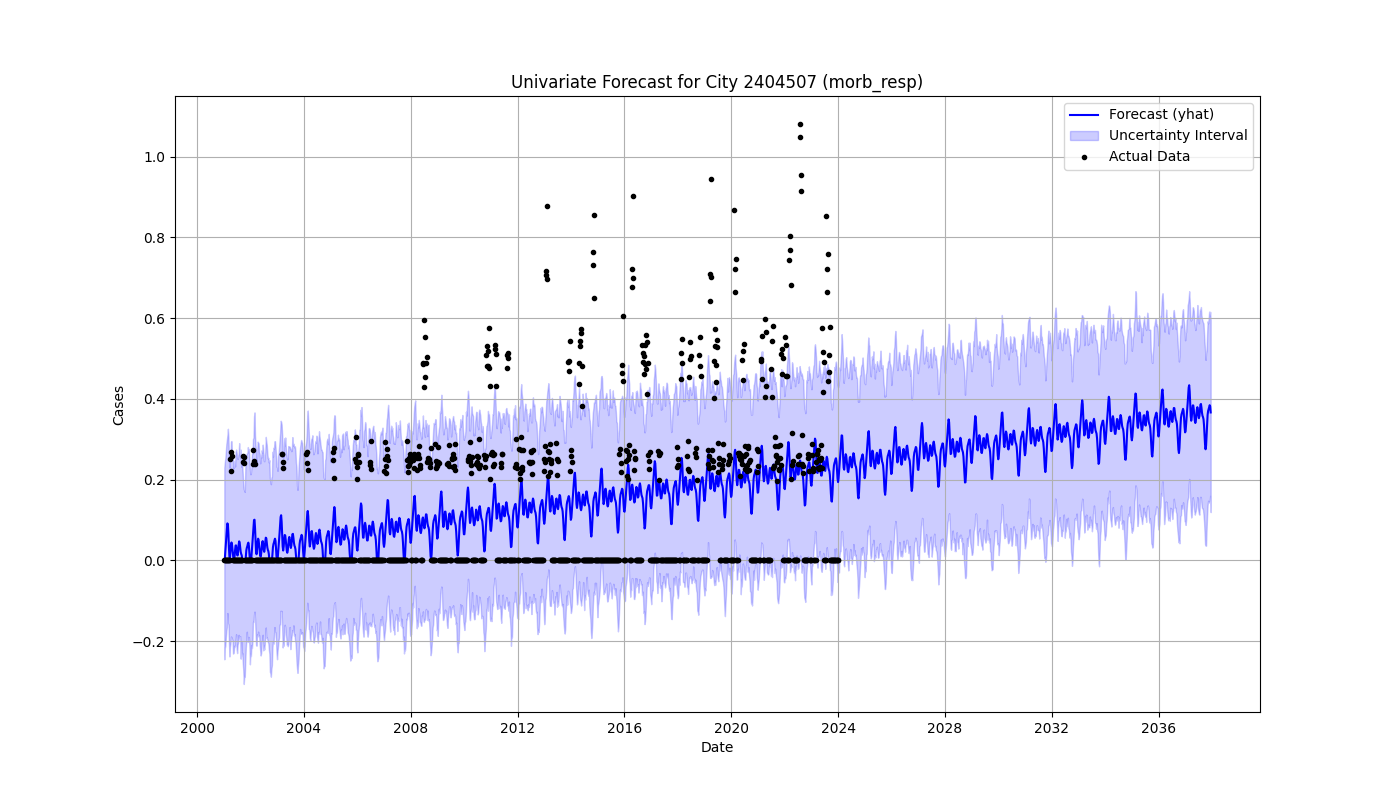 Univariate Forecast for City 2404507 (morb_resp)
Forecast (yhat)
Uncertainty Interval
Actual Data
1.0
0.8
0.6
0.4
0.2
0.0
−0.2
Cases
2000 2004 2008 2012 2016 2020 2024 2028 2032 2036
Date